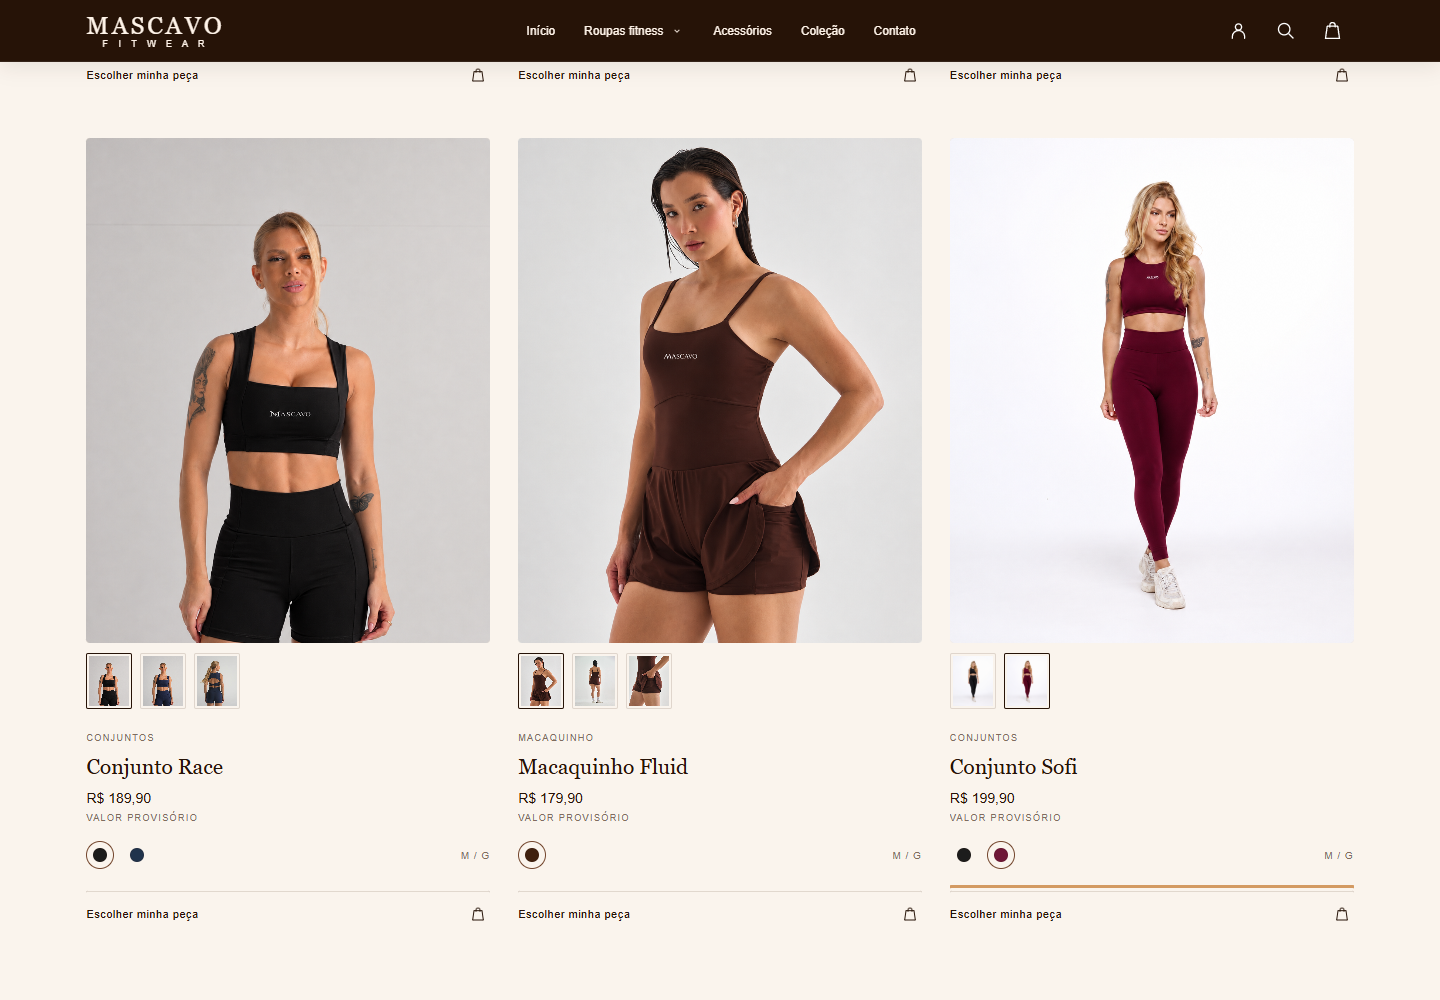 MASCAVO
FITWEAR
Início Roupas fitness Acessórios Coleção Contato
Escolher minha peça Escolher minha peça Escolher minha peça
MASCAVO
MASCAVO
CONJUNTOS
Conjunto Race
R$ 189,90
VALOR PROVISÓRIO
M / G
Escolher minha peça
MACAQUINHO
Macaquinho Fluid
R$ 179,90
VALOR PROVISÓRIO
M / G
Escolher minha peça
CONJUNTOS
Conjunto Sofi
R$ 199,90
VALOR PROVISÓRIO
M / G
Escolher minha peça